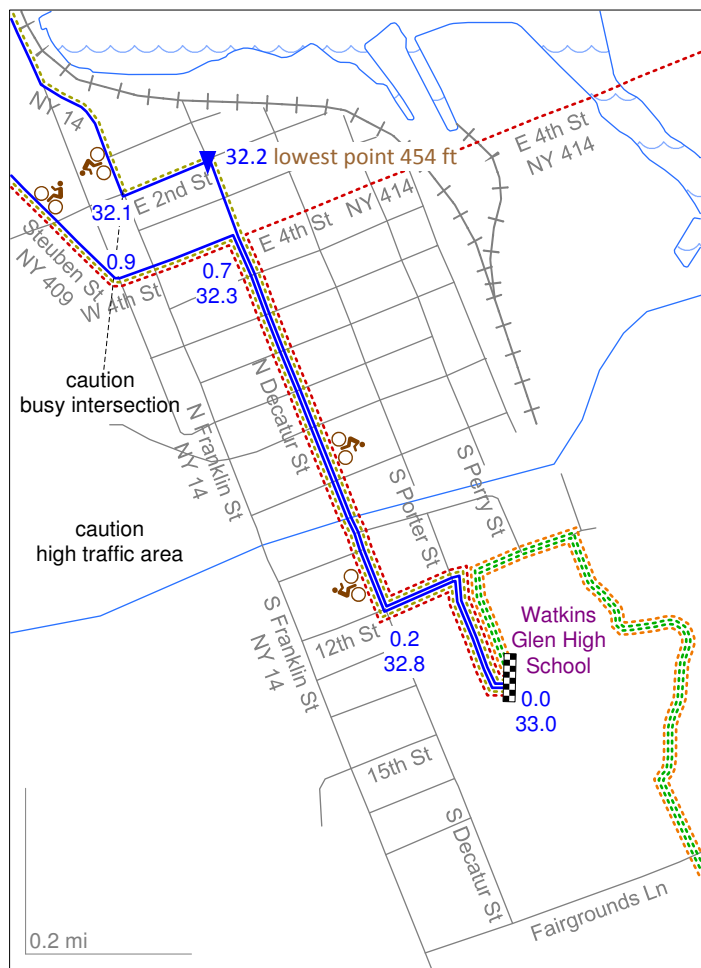 NY 14
32.2 lowest point 454 ft
E 4th St
NY 414
E 2nd St
32.1
NY 414
E 4th St
Steuben St
NY 409
0.9
W 4th St
0.7
32.3
caution
busy intersection
N Decatur St
N Franklin St
NY 14
S Perry St
S Porter St
caution
high traffic area
12th St
0.2
32.8
Watkins
Glen High
School
0.0
33.0
S Franklin St
NY 14
15th St
S Decatur St
Fairgrounds Ln
0.2 mi